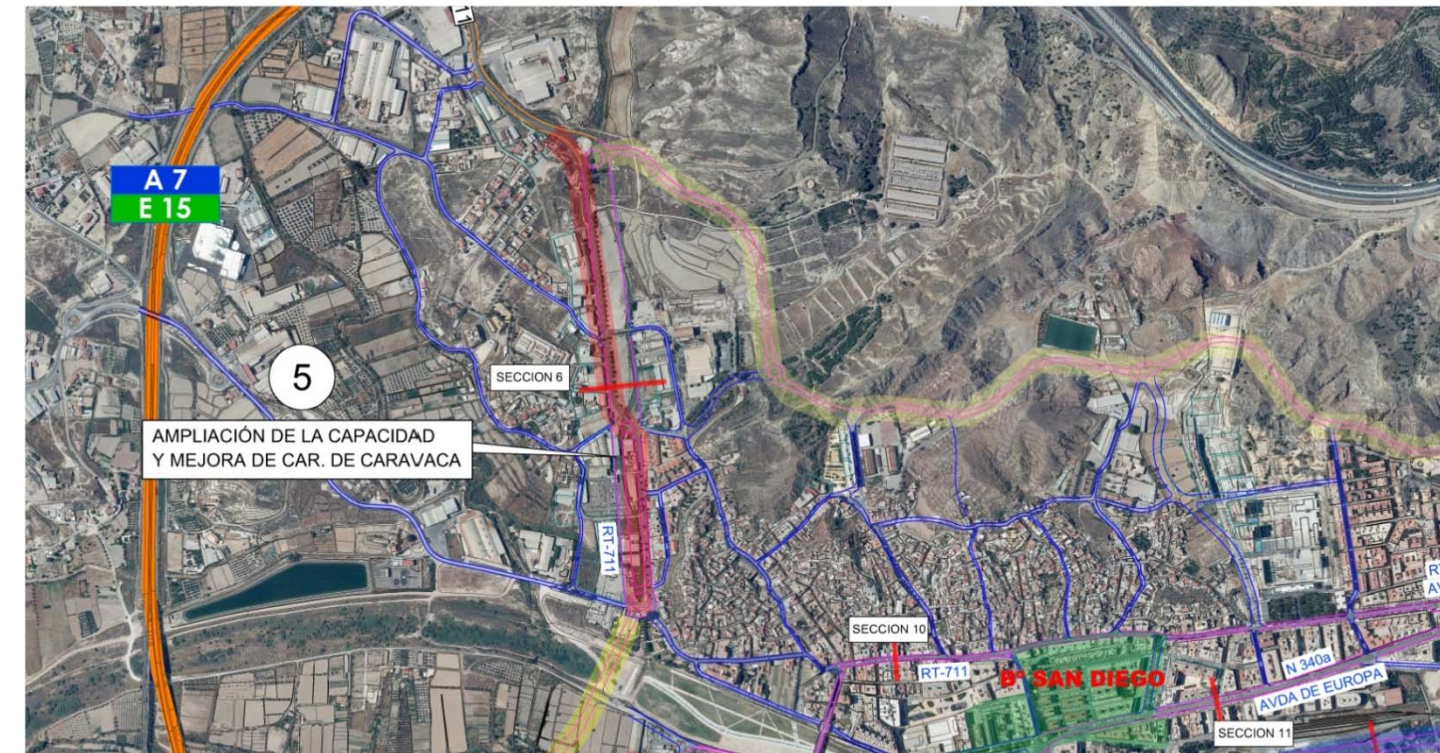 11
A 7
E 15
5
SECCION 6
AMPLIACIÓN DE LA CAPACIDAD
Y MEJORA DE CAR. DE CARAVACA
RT-711
SECCION 10
RT-711
Bº SAN DIEGO
N 340a
AVDA DE EUROPA
SECCION 11